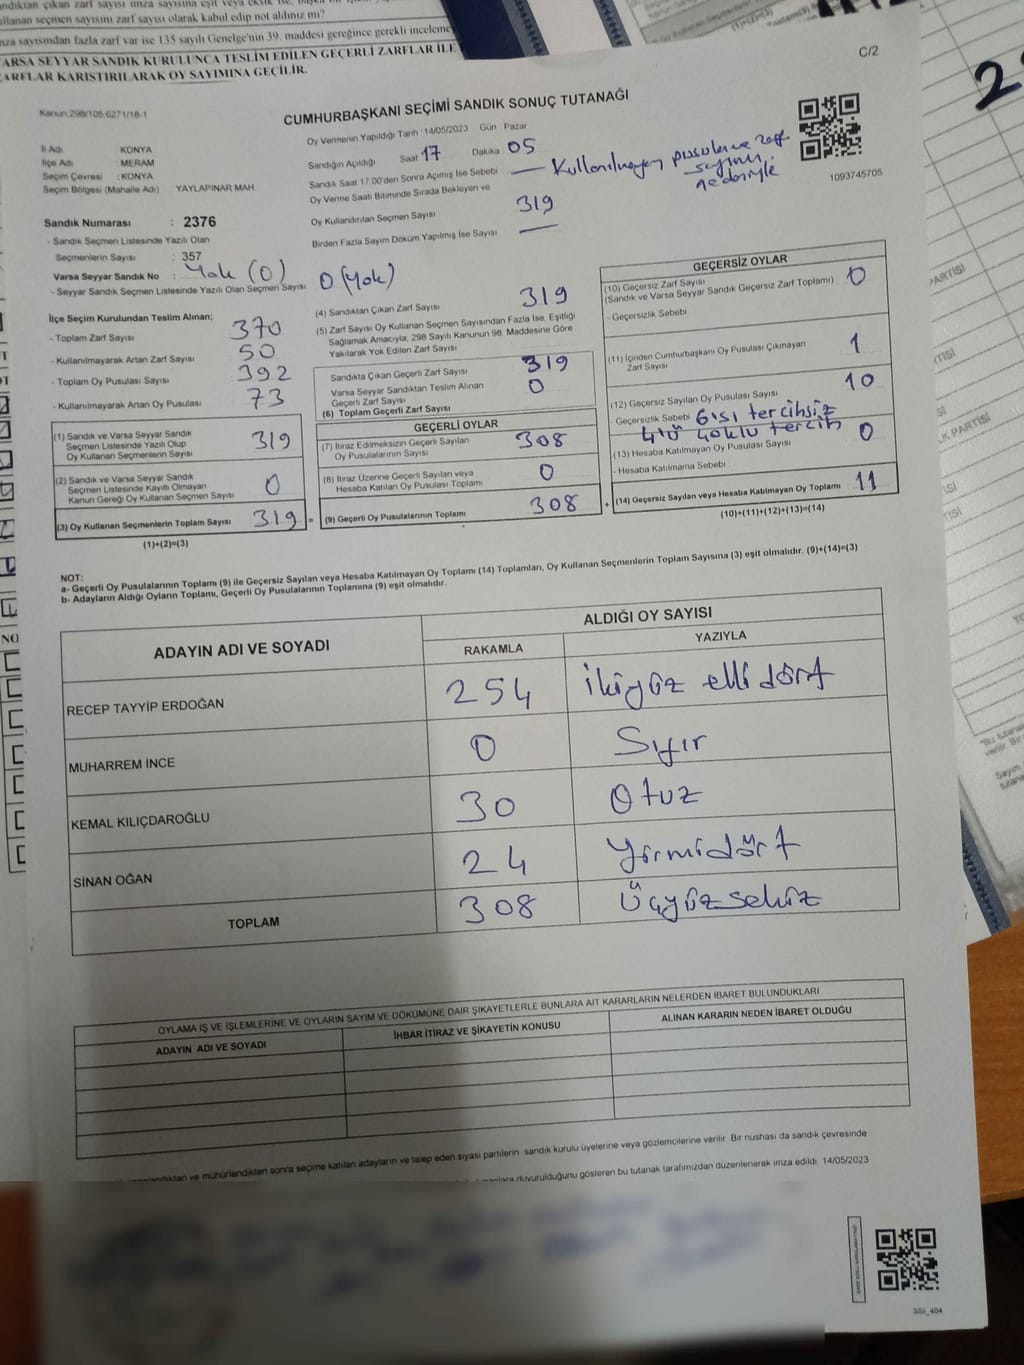 ndıktan çıkan zarf sayısı imza sayısına eşit veya eksik ise, başka
ullanan seçmen sayısını zarf sayısı olarak kabul edip not aldınız mı?
nza sayısından fazla zarf var ise 135 sayılı Genelge'nin 39. maddesi gereğince gerekli inceleme
ARSA SEYYAR SANDIK KURULUNCA TESLİM EDİLEN GEÇERLİ ZARFLAR İLE
ARFLAR KARIŞTIRILARAK OY SAYIMINA GEÇİLİR.
C/2
Kanun,298/105,6271/18-1
CUMHURBAŞKANI SEÇİMİ SANDIK SONUÇ TUTANAĞI
1093745705
İl Adı KONYA
İlçe Adı MERAM
Seçim Çevresi : KONYA
Seçim Bölgesi (Mahalle Adı) YAYLAPINAR MAH.
Oy Vermenin Yapıldığı Tarih :14/05/2023 Gün : Pazar
Sandığın Açıldığı Saat 17 Dakika 05
Sandık Saat 17.00'den Sonra Açılmış İse Sebebi — Kullanılmayan pusula ve zarf sayımı nedeniyle
Oy Verme Saati Bitiminde Sırada Bekleyen ve
Oy Kullandırılan Seçmen Sayısı 319
Birden Fazla Sayım Döküm Yapılmış İse Sayısı —
Sandık Numarası : 2376
- Sandık Seçmen Listesinde Yazılı Olan
Seçmenlerin Sayısı : 357
Varsa Seyyar Sandık No : Yok (0)
- Seyyar Sandık Seçmen Listesinde Yazılı Olan Seçmen Sayısı: 0 (Yok)
İlçe Seçim Kurulundan Teslim Alınan;
- Toplam Zarf Sayısı 370
- Kullanılmayarak Artan Zarf Sayısı 50
- Toplam Oy Pusulası Sayısı 392
- Kullanılmayarak Artan Oy Pusulası 73
(1) Sandık ve Varsa Seyyar Sandık
Seçmen Listesinde Yazılı Olup
Oy Kullanan Seçmenlerin Sayısı 319
(2) Sandık ve Varsa Seyyar Sandık
Seçmen Listesinde Kayıtlı Olmayan
Kanun Gereği Oy Kullanan Seçmen Sayısı 0
(3) Oy Kullanan Seçmenlerin Toplam Sayısı 319 =
(1)+(2)=(3)
(4) Sandıktan Çıkan Zarf Sayısı 319
(5) Zarf Sayısı Oy Kullanan Seçmen Sayısından Fazla İse, Eşitliği
Sağlamak Amacıyla, 298 Sayılı Kanunun 98. Maddesine Göre
Yakılarak Yok Edilen Zarf Sayısı
Sandıkta Çıkan Geçerli Zarf Sayısı 319
Varsa Seyyar Sandıktan Teslim Alınan
Geçerli Zarf Sayısı 0
(6) Toplam Geçerli Zarf Sayısı
GEÇERLİ OYLAR
(7) İtiraz Edilmeksizin Geçerli Sayılan
Oy Pusulalarının Sayısı 308
(8) İtiraz Üzerine Geçerli Sayılan veya
Hesaba Katılan Oy Pusulası Toplamı 0
(9) Geçerli Oy Pusulalarının Toplamı 308 +
GEÇERSİZ OYLAR
(10) Geçersiz Zarf Sayısı
(Sandık ve Varsa Seyyar Sandık Geçersiz Zarf Toplamı) 0
- Geçersizlik Sebebi
(11) İçinden Cumhurbaşkanı Oy Pusulası Çıkmayan
Zarf Sayısı 1
(12) Geçersiz Sayılan Oy Pusulası Sayısı 10
- Geçersizlik Sebebi 6'sı tercihsiz
4'ü çoklu tercih
(13) Hesaba Katılmayan Oy Pusulası Sayısı 0
- Hesaba Katılmama Sebebi
(14) Geçersiz Sayılan veya Hesaba Katılmayan Oy Toplamı 11
(10)+(11)+(12)+(13)=(14)
NOT:
a- Geçerli Oy Pusulalarının Toplamı (9) ile Geçersiz Sayılan veya Hesaba Katılmayan Oy Toplamı (14) Toplamları, Oy Kullanan Seçmenlerin Toplam Sayısına (3) eşit olmalıdır. (9)+(14)=(3)
b- Adayların Aldığı Oyların Toplamı, Geçerli Oy Pusulalarının Toplamına (9) eşit olmalıdır.
ADAYIN ADI VE SOYADI
ALDIĞI OY SAYISI
RAKAMLA YAZIYLA
RECEP TAYYİP ERDOĞAN 254 İkiyüz elli dört
MUHARREM İNCE 0 Sıfır
KEMAL KILIÇDAROĞLU 30 Otuz
SİNAN OĞAN 24 Yirmidört
TOPLAM 308 Üçyüzsekiz
OYLAMA İŞ VE İŞLEMLERİNE VE OYLARIN SAYIM VE DÖKÜMÜNE DAİR ŞİKAYETLERLE BUNLARA AİT KARARLARIN NELERDEN İBARET BULUNDUKLARI
ADAYIN ADI VE SOYADI İHBAR İTİRAZ VE ŞİKAYETİN KONUSU ALINAN KARARIN NEDEN İBARET OLDUĞU
ve mühürlendikten sonra seçime katılan adayların ve talep eden siyasi partilerin sandık kurulu üyelerine veya gözlemcilerine verilir. Bir nüshası da sandık çevresinde
duyurulduğunu gösteren bu tutanak tarafımızdan düzenlenerek imza edildi. 14/05/2023
SSI_404